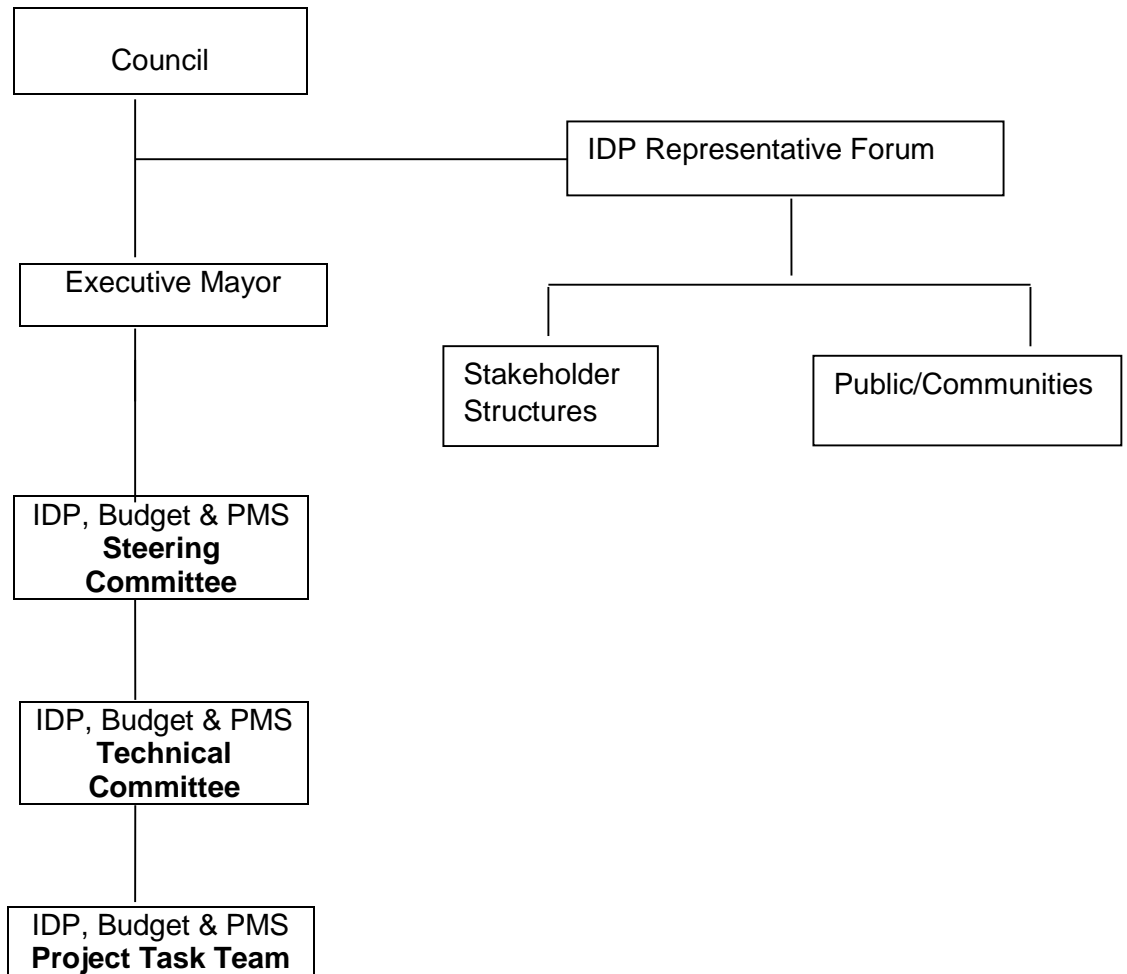 Council
IDP Representative Forum
Executive Mayor
Stakeholder
Structures
Public/Communities
IDP, Budget & PMS
Steering
Committee
IDP, Budget & PMS
Technical
Committee
IDP, Budget & PMS
Project Task Team